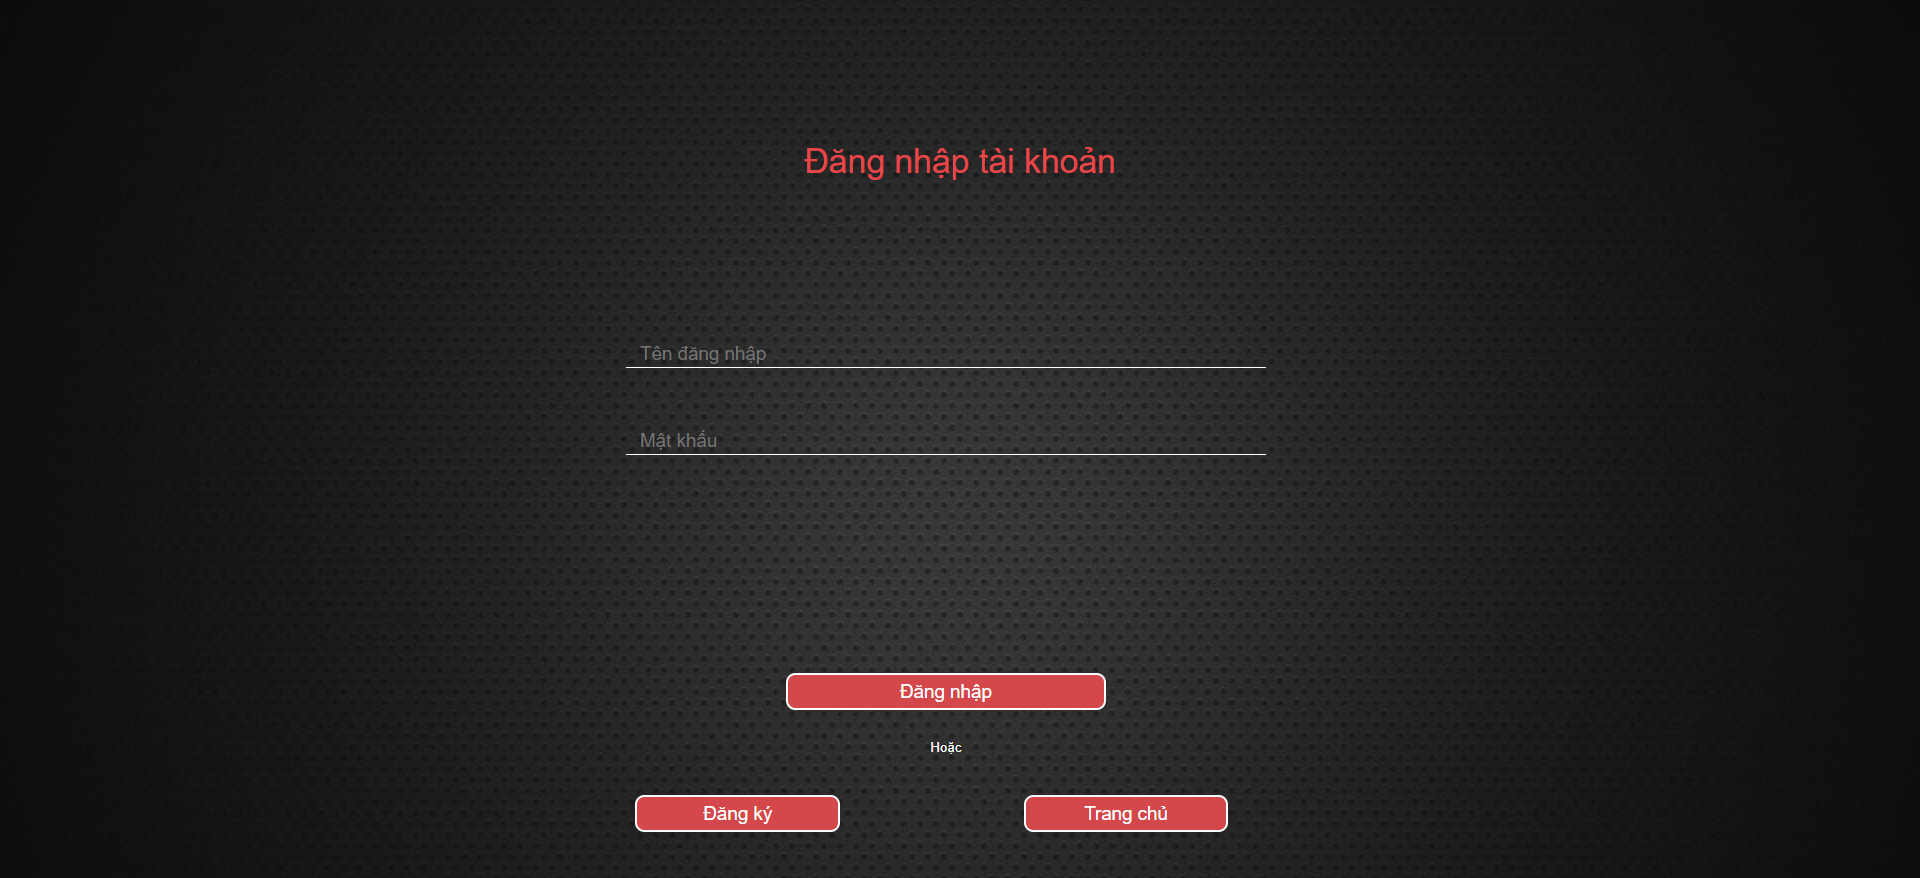 Đăng nhập tài khoản
Tên đăng nhập
Mật khẩu
Đăng nhập
Hoặc
Đăng ký
Trang chủ